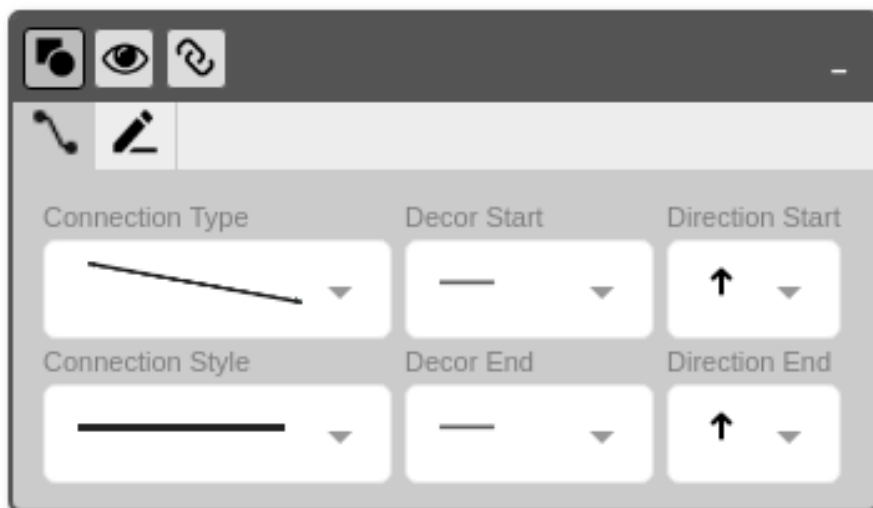 Connection Type Decor Start Direction Start
Connection Style Decor End Direction End